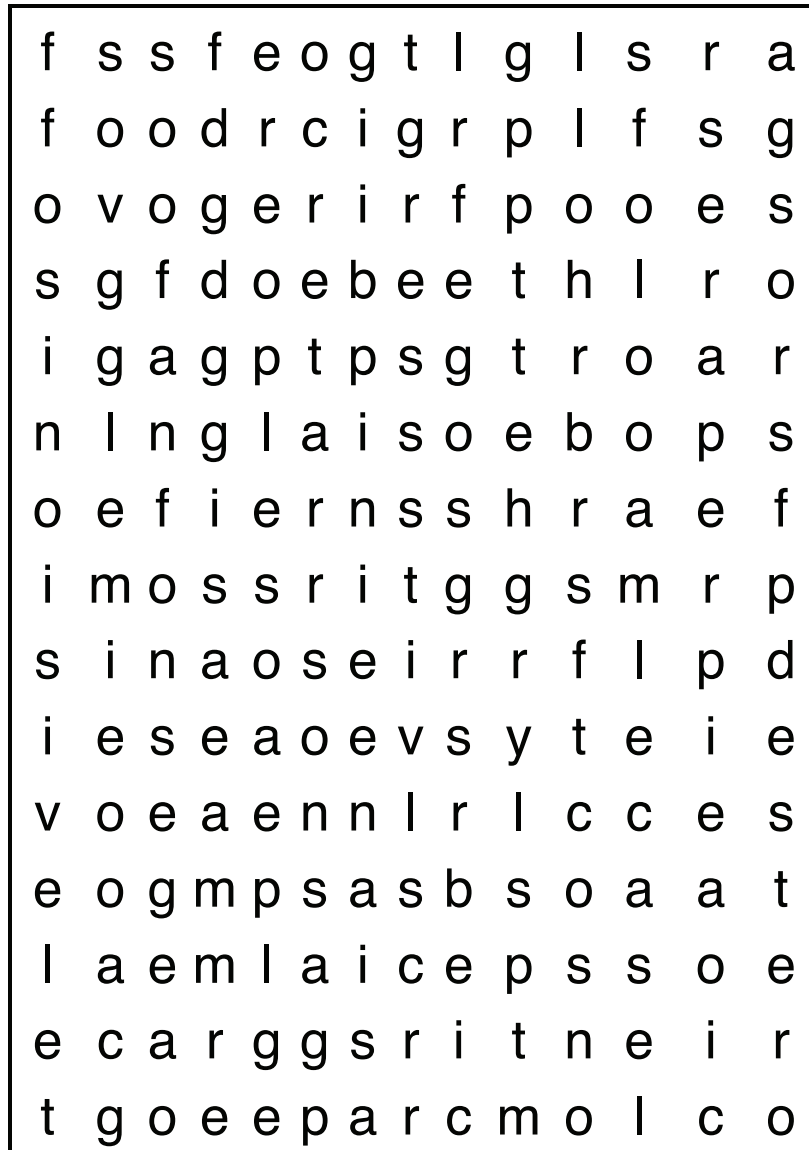 f s s f e o g t l g l s r a
f o o d r c i g r p l f s g
o v o g e r i r f p o o e s
s g f d o e b e e t h l r o
i g a g p t p s g t r o a r
n l n g l a i s o e b o p s
o e f i e r n s s h r a e f
i m o s s r i t g g s m r p
s i n a o s e i r r f l p d
i e s e a o e v s y t e i e
v o e a e n n l r l c c e s
e o g m p s a s b s o a a t
l a e m l a i c e p s s o e
e c a r g g s r i t n e i r
t g o e e p a r c m o l c o